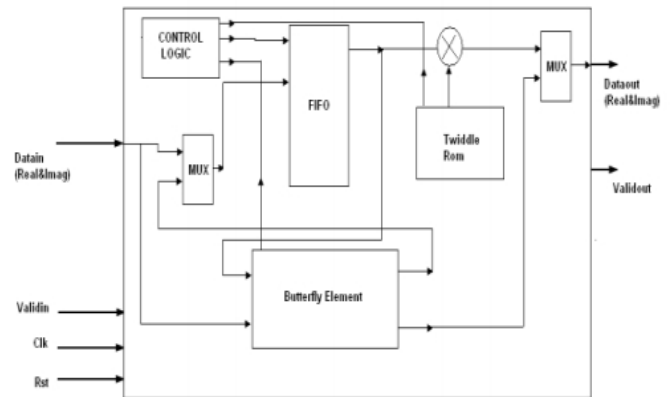 CONTROL
LOGIC
FIFO
MUX
Dataout
(Real&Imag)
Twiddle
Rom
Datain
(Real&Imag)
MUX
Validout
Butterfly Element
Validin
Clk
Rst